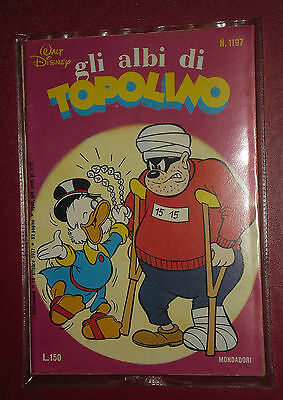 Walt
Disney
N. 1197
gli albi di
TOPOLINO
15 15
L.150
MONDADORI